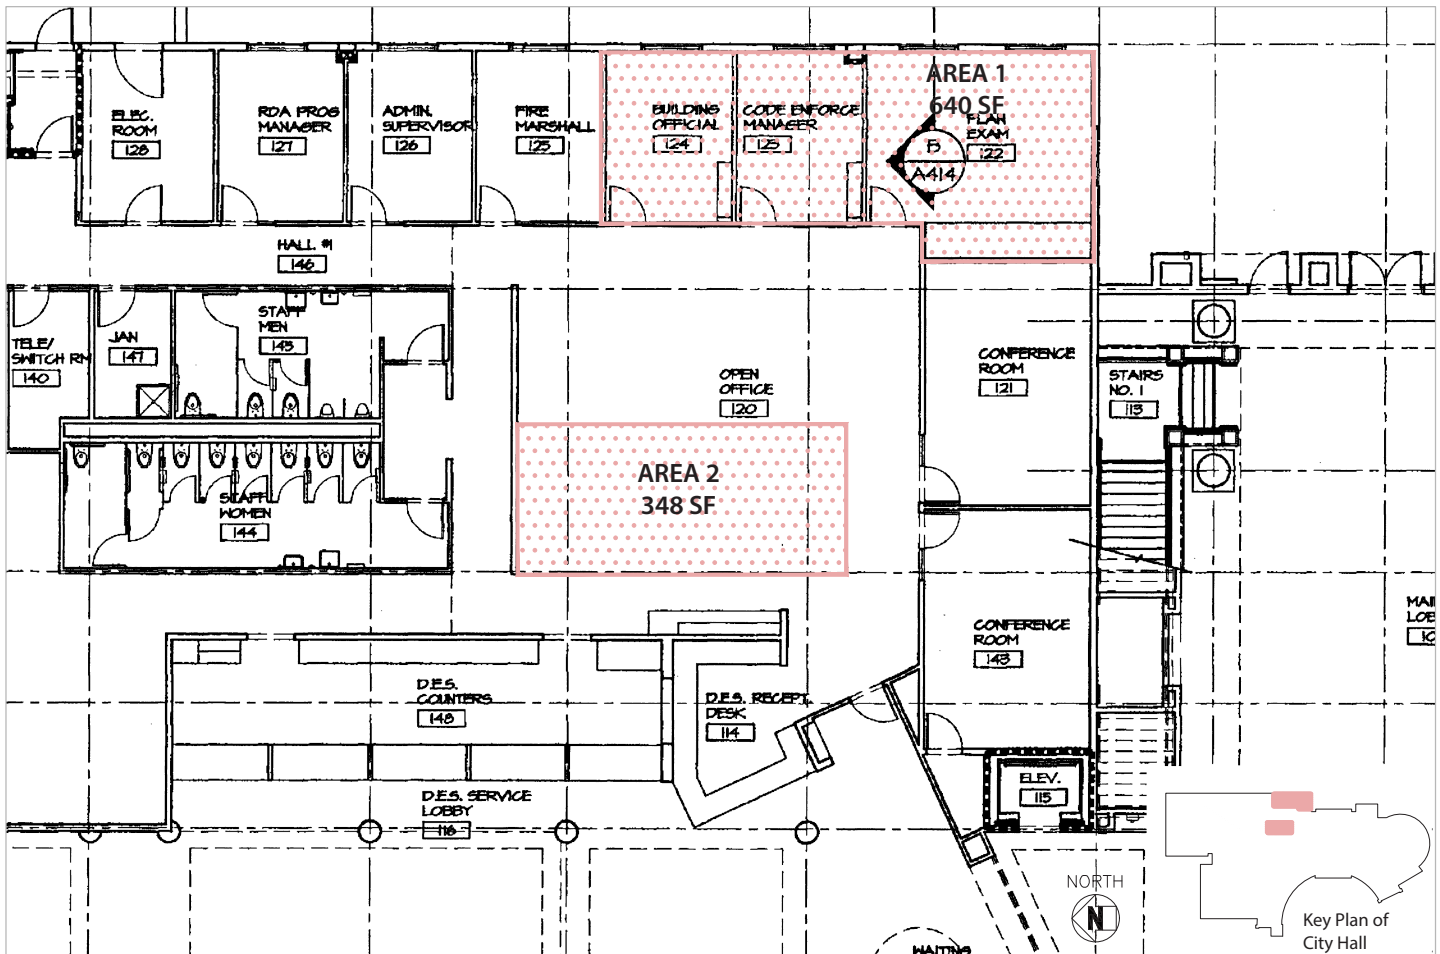 AREA 1
640 SF
ELEC.
ROOM
128
RDA PROG
MANAGER
127
ADMIN.
SUPERVISOR
126
FIRE
MARSHALL
125
BUILDING
OFFICIAL
124
CODE ENFORCE
MANAGER
123
PLAN
EXAM
122
B
A414
HALL #1
146
TELE/
SWITCH RM
140
JAN
147
STAFF
MEN
145
OPEN
OFFICE
120
CONFERENCE
ROOM
121
STAIRS
NO. 1
113
AREA 2
348 SF
STAFF
WOMEN
144
CONFERENCE
ROOM
143
D.E.S.
COUNTERS
148
D.E.S. RECEPT.
DESK
114
D.E.S. SERVICE
LOBBY
116
ELEV.
115
NORTH
N
Key Plan of
City Hall
WAITING